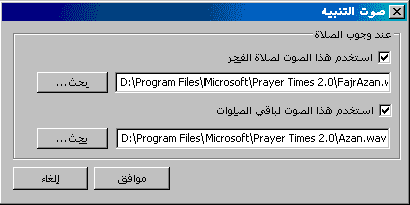 صوت التنبيه
عند وجوب الصلاة
استخدم هذا الصوت لصلاة الفجر
D:\Program Files\Microsoft\Prayer Times 2.0\FajrAzan.w
بحث...
استخدم هذا الصوت لباقي الصلوات
D:\Program Files\Microsoft\Prayer Times 2.0\Azan.wav
بحث...
موافق
إلغاء